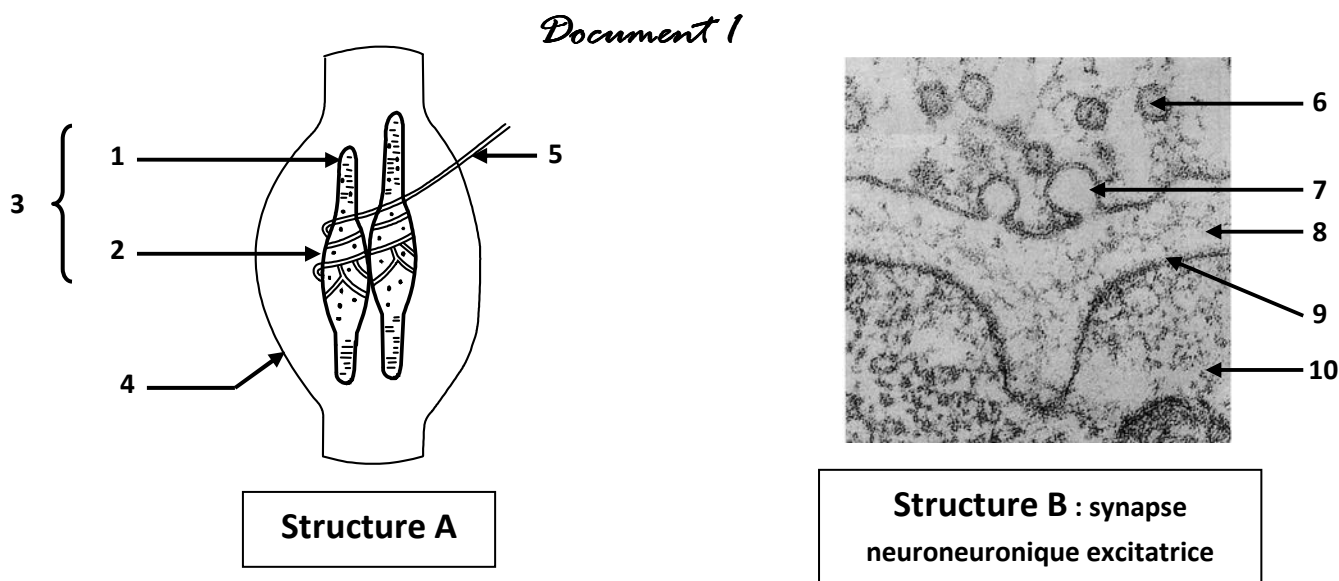 Document 1
3
1
2
4
5
Structure A
6
7
8
9
10
Structure B : synapse
neuroneuronique excitatrice